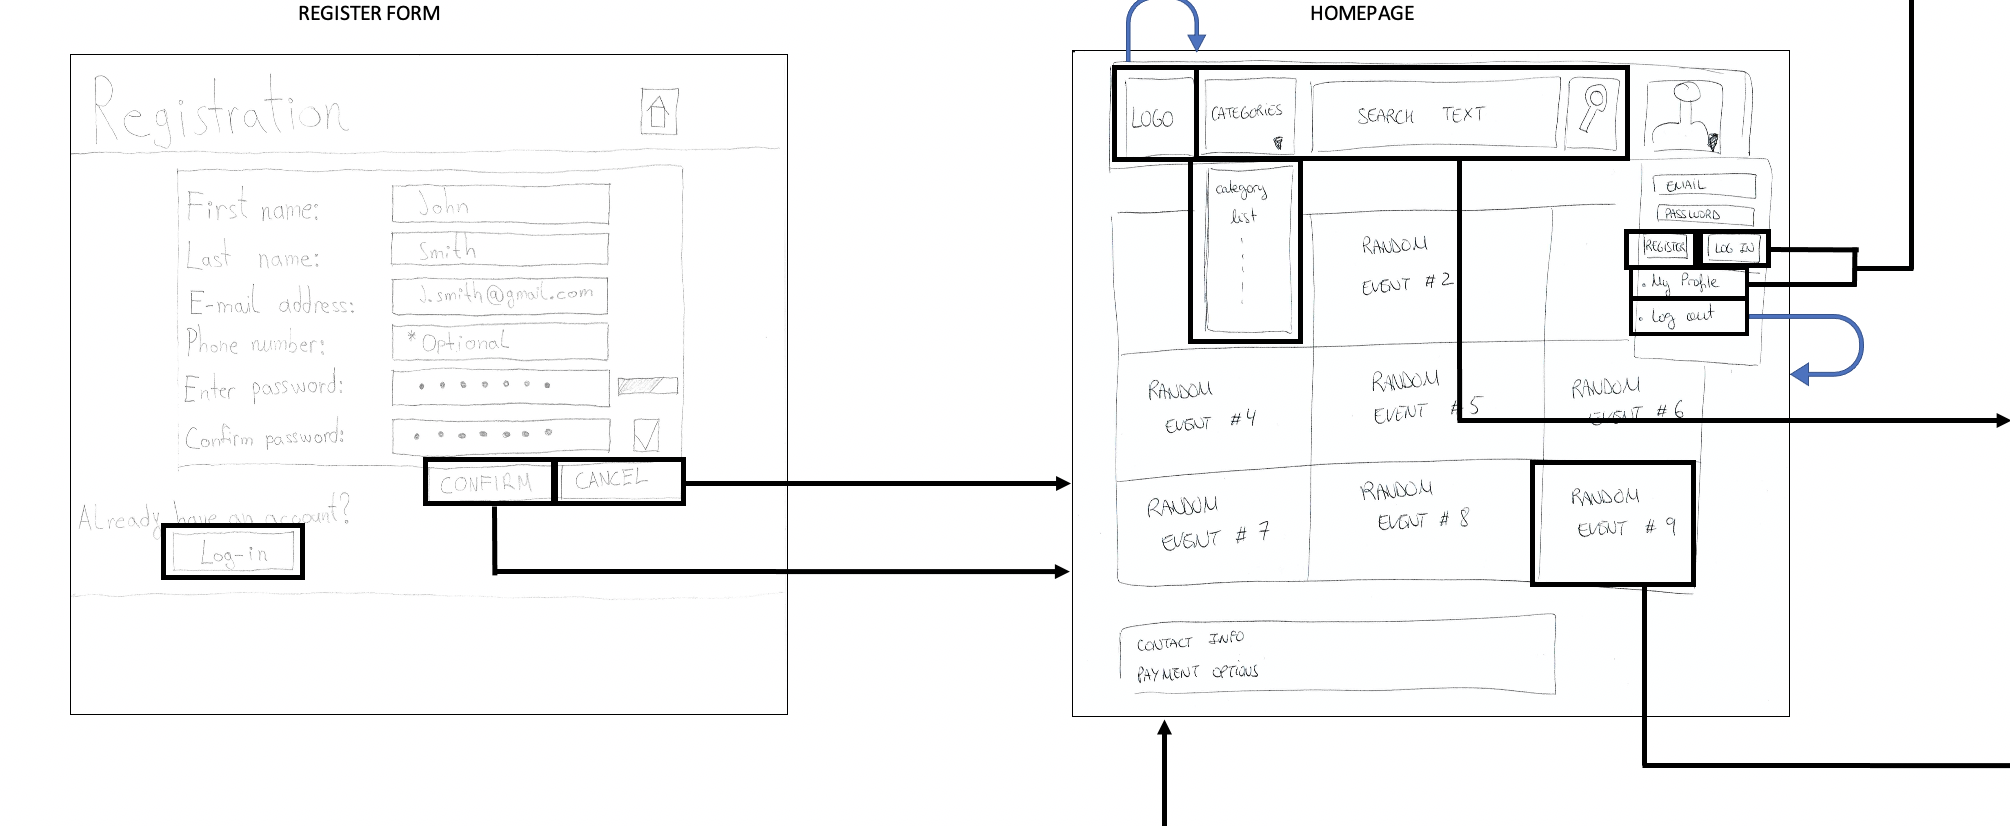 REGISTER FORM
Registration
First name: John
Last name: Smith
E-mail address: J.smith@gmail.com
Phone number: *Optional
Enter password:
Confirm password:
CONFIRM CANCEL
ALready have an account?
Log-in
HOMEPAGE
LOGO CATEGORIES SEARCH TEXT
category
list
EMAIL
PASSWORD
REGISTER LOG IN
My Profile
Log out
RANDOM
EVENT #2
RANDOM
EVENT #4
RANDOM
EVENT #5
RANDOM
EVENT #6
RANDOM
EVENT #7
RANDOM
EVENT #8
RANDOM
EVENT #9
CONTACT INFO
PAYMENT OPTIONS